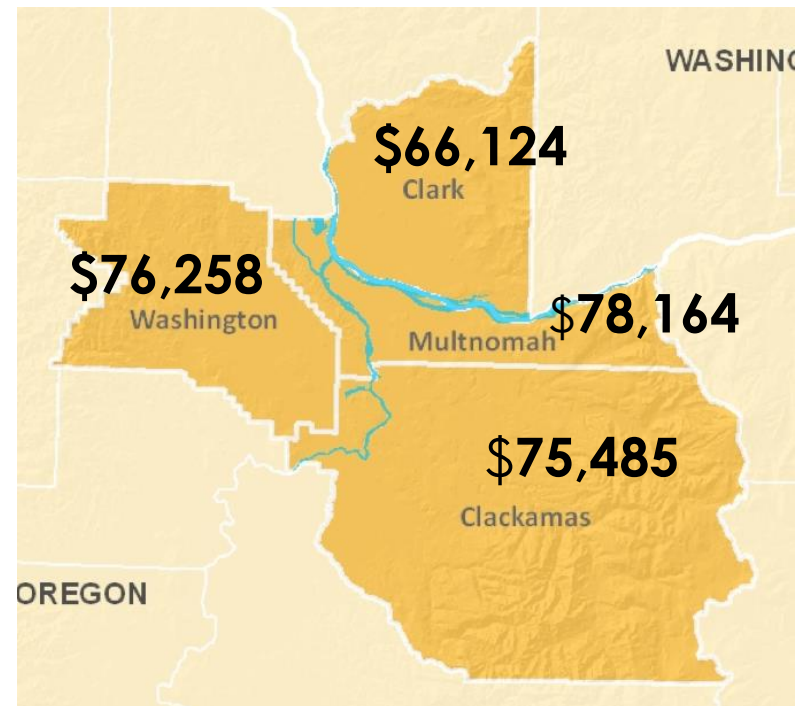 WASHING
$66,124
Clark
$76,258
Washington
$78,164
Multnomah
$75,485
Clackamas
OREGON